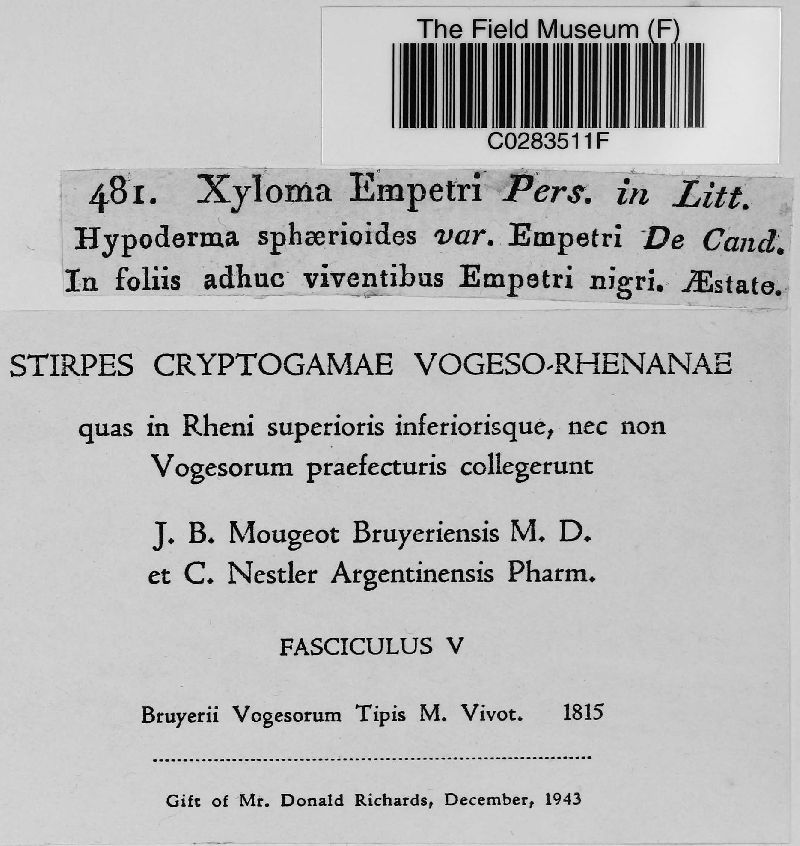 The Field Museum (F)
C0283511F
481. Xyloma Empetri Pers. in Litt.
Hypoderma sphærioides var. Empetri De Cand.
In foliis adhuc viventibus Empetri nigri. Æstate.
STIRPES CRYPTOGAMAE VOGESO-RHENANAE
quas in Rheni superioris inferiorisque, nec non
Vogesorum praefecturis collegerunt
J. B. Mougeot Bruyeriensis M. D.
et C. Nestler Argentinensis Pharm.
FASCICULUS V
Bruyerii Vogesorum Tipis M. Vivot. 1815
Gift of Mr. Donald Richards, December, 1943